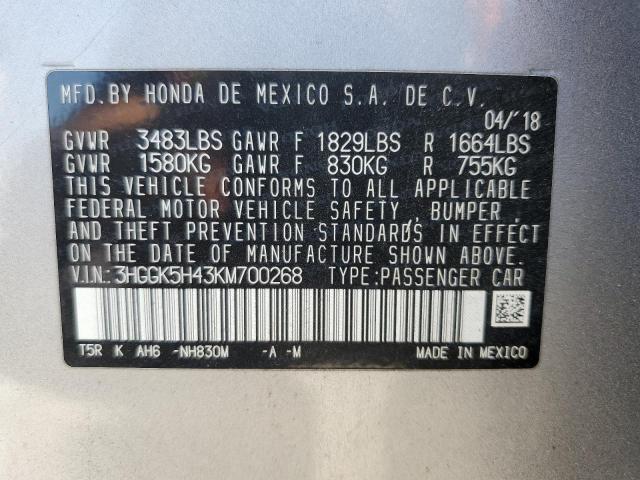 MFD. BY HONDA DE MEXICO S.A. DE C.V.
04/'18
GVWR 3483LBS GAWR F 1829LBS R 1664LBS
GVWR 1580KG GAWR F 830KG R 755KG
THIS VEHICLE CONFORMS TO ALL APPLICABLE
FEDERAL MOTOR VEHICLE SAFETY, BUMPER,
AND THEFT PREVENTION STANDARDS IN EFFECT
ON THE DATE OF MANUFACTURE SHOWN ABOVE.
V.I.N.: 3HGGK5H43KM700268 TYPE: PASSENGER CAR
T5R K AH6 -NH830M -A -M MADE IN MEXICO